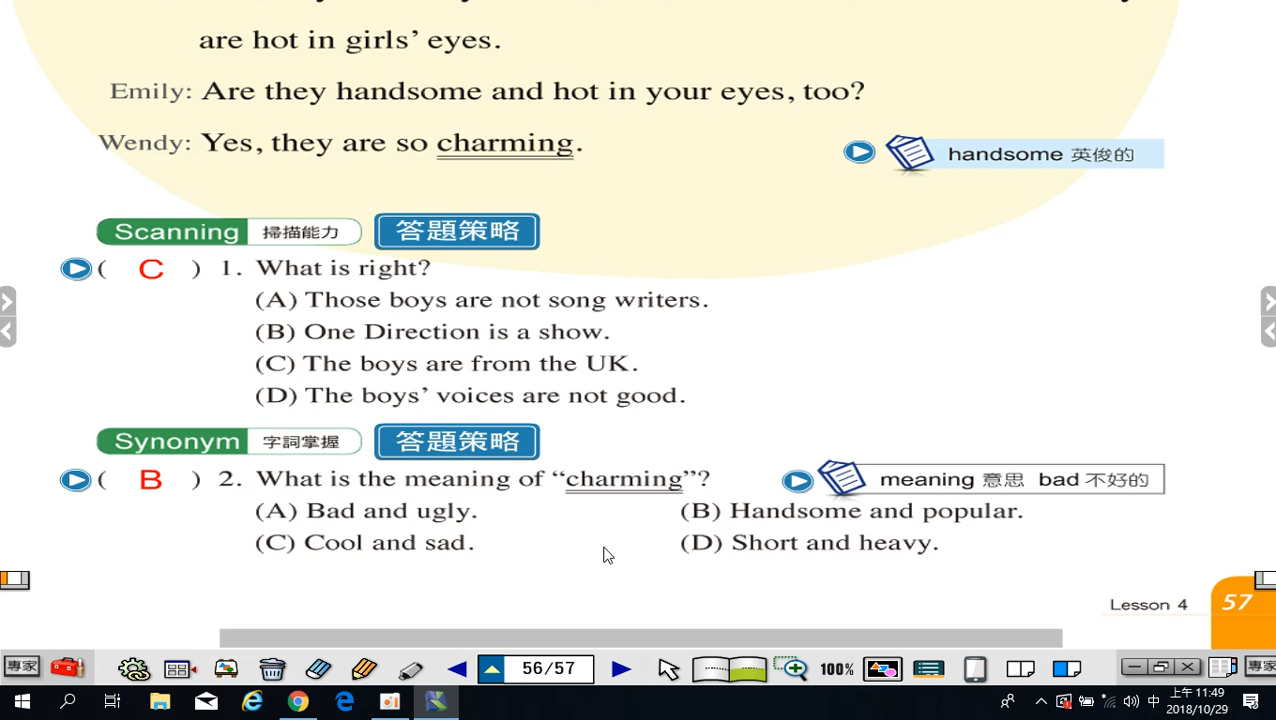 are hot in girls' eyes.
Emily: Are they handsome and hot in your eyes, too?
Wendy: Yes, they are so charming.
handsome 英俊的
Scanning 掃描能力 答題策略
( C ) 1. What is right?
(A) Those boys are not song writers.
(B) One Direction is a show.
(C) The boys are from the UK.
(D) The boys' voices are not good.
Synonym 字詞掌握 答題策略
( B ) 2. What is the meaning of “charming”?
meaning 意思 bad 不好的
(A) Bad and ugly. (B) Handsome and popular.
(C) Cool and sad. (D) Short and heavy.
Lesson 4 57
專家 56/57 100% 專家
中 上午 11:49
2018/10/29